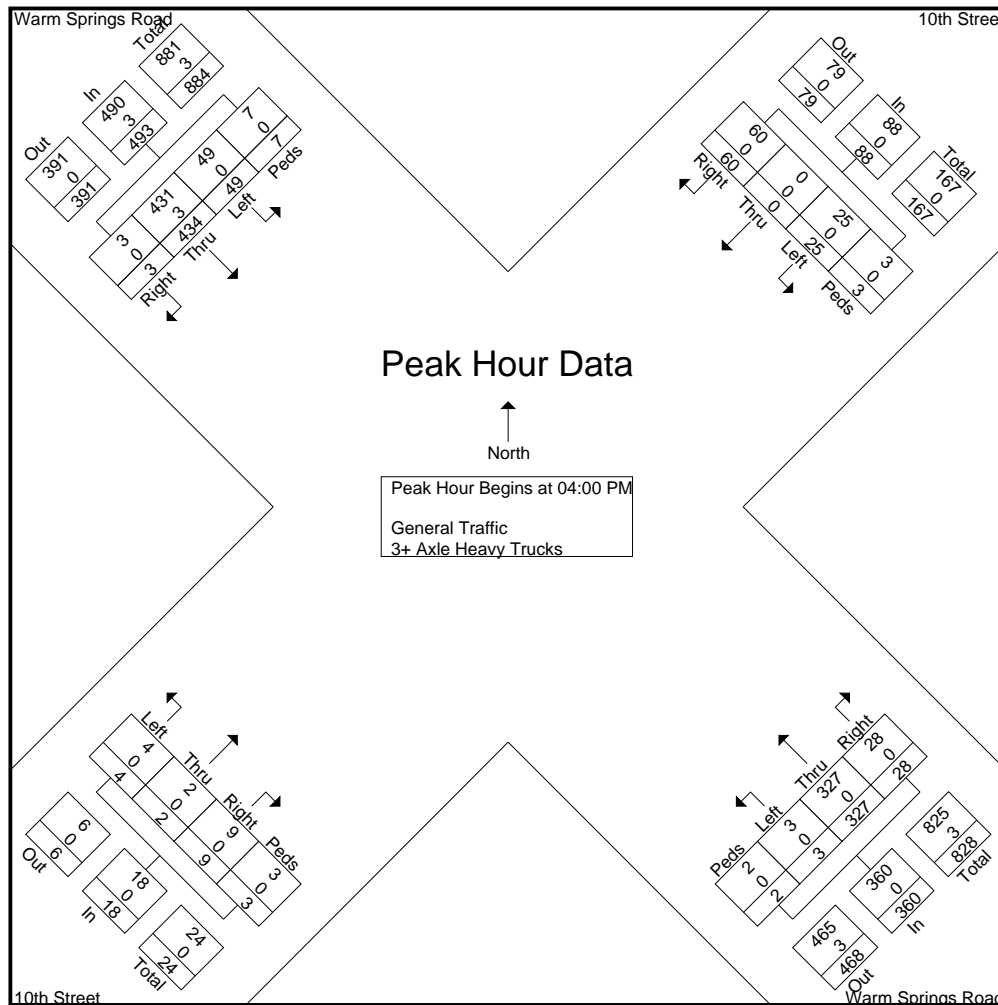 Warm Springs Road
10th Street
Total
881
3
884
In
490
3
493
Out
391
0
391
7
0
7
49
0
49
431
3
434
3
0
3
Peds
Left
Thru
Right
Out
79
0
79
In
88
0
88
Total
167
0
167
60
0
60
0
0
0
25
0
25
3
0
3
Right
Thru
Left
Peds
Peak Hour Data
North
Peak Hour Begins at 04:00 PM
General Traffic
3+ Axle Heavy Trucks
Left
Thru
Right
Peds
4
0
4
2
0
2
9
0
9
3
0
3
6
0
6
Out
18
0
18
In
24
0
24
Total
Right
Thru
Left
Peds
28
0
28
327
0
327
3
0
3
2
0
2
825
3
828
Total
360
0
360
In
465
3
468
Out
10th Street
Warm Springs Road